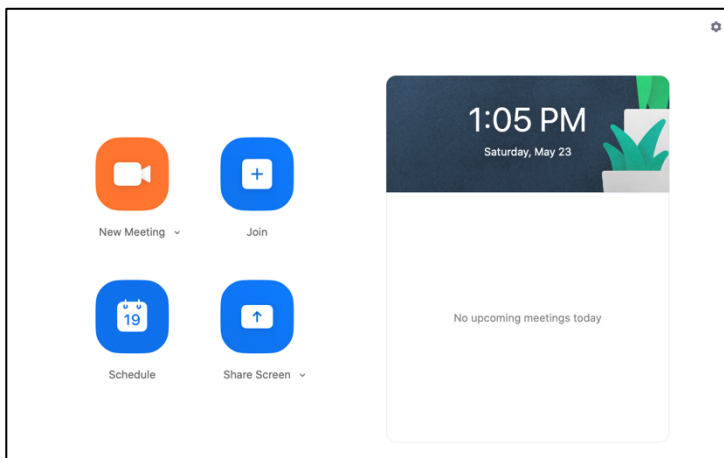 1:05 PM
Saturday, May 23
New Meeting
Join
19
Schedule
Share Screen
No upcoming meetings today